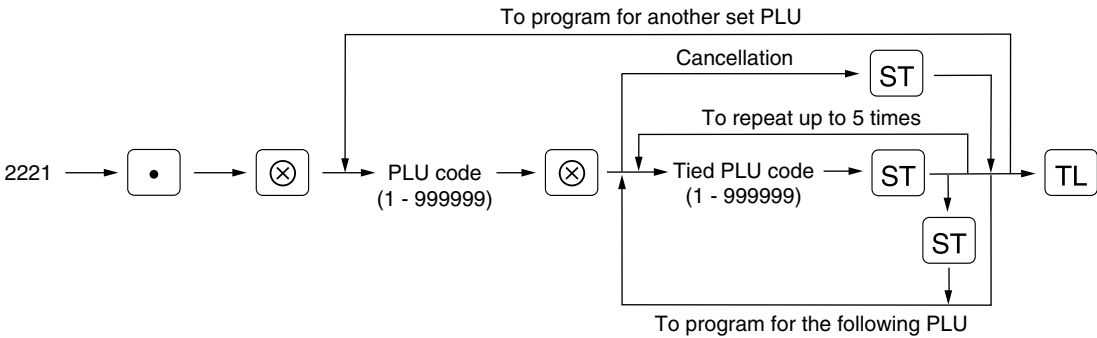 To program for another set PLU
Cancellation
ST
To repeat up to 5 times
2221
•
⊗
PLU code
(1 - 999999)
⊗
Tied PLU code
(1 - 999999)
ST
TL
ST
To program for the following PLU